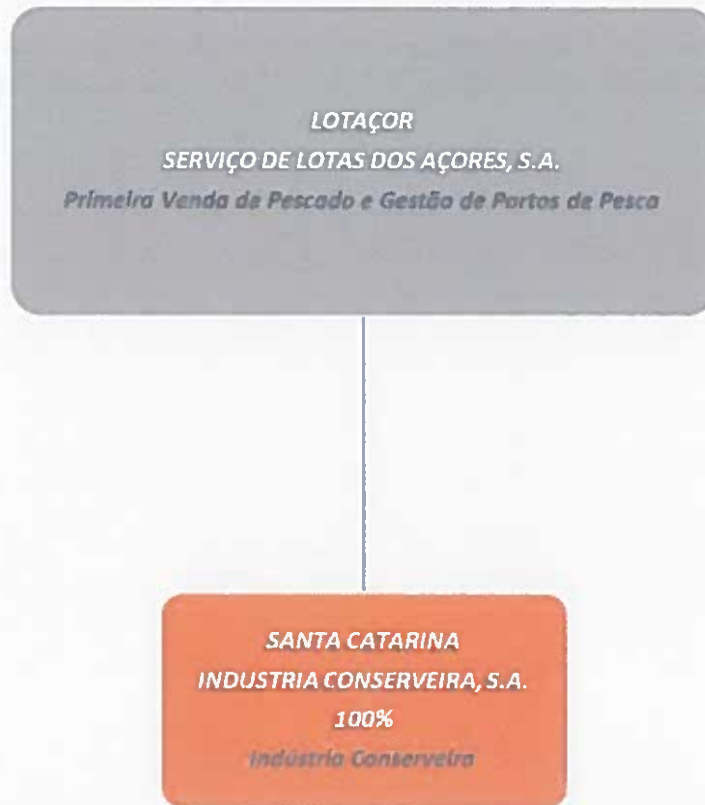 LOTAÇOR
SERVIÇO DE LOTAS DOS AÇORES, S.A.
Primeira Venda de Pescado e Gestão de Portos de Pesca
SANTA CATARINA
INDUSTRIA CONSERVEIRA, S.A.
100%
Indústria Conserveira